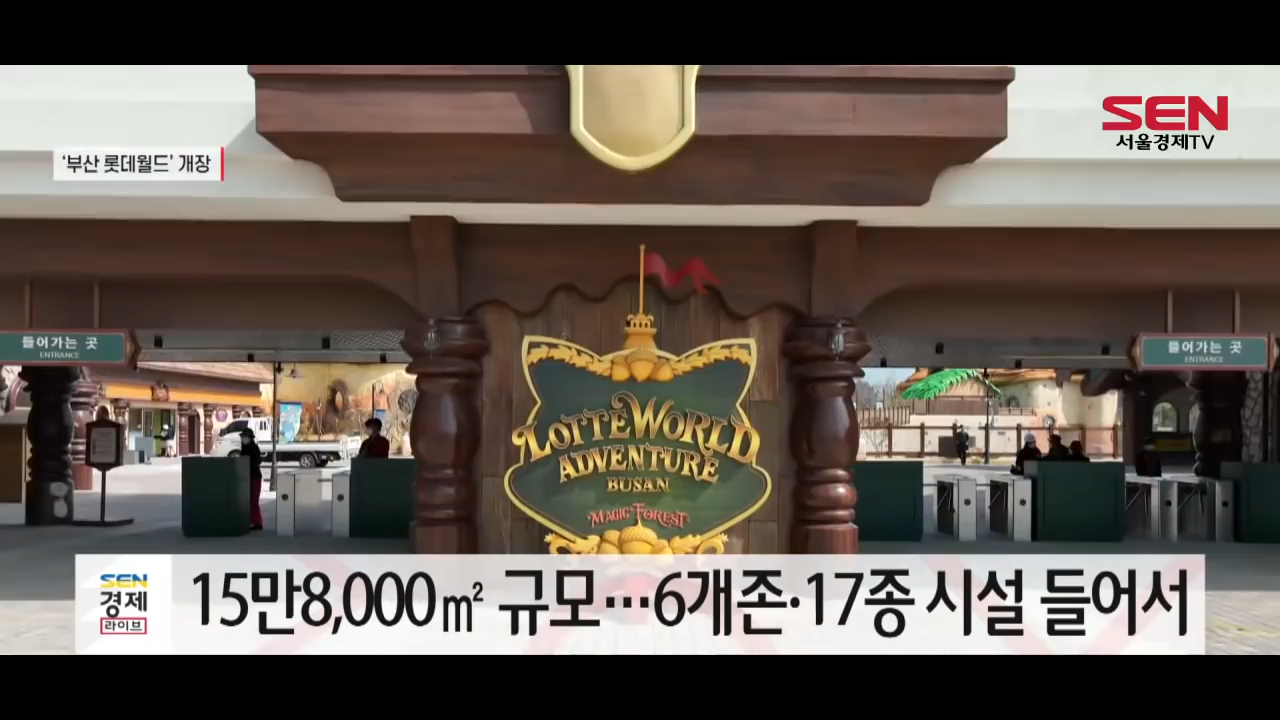 SEN
서울경제TV
‘부산 롯데월드’ 개장
들어가는 곳
ENTRANCE
들어가는 곳
ENTRANCE
LOTTE WORLD
ADVENTURE
BUSAN
MAGIC FOREST
SEN
경제
라이브
15만8,000㎡ 규모…6개존·17종 시설 들어서